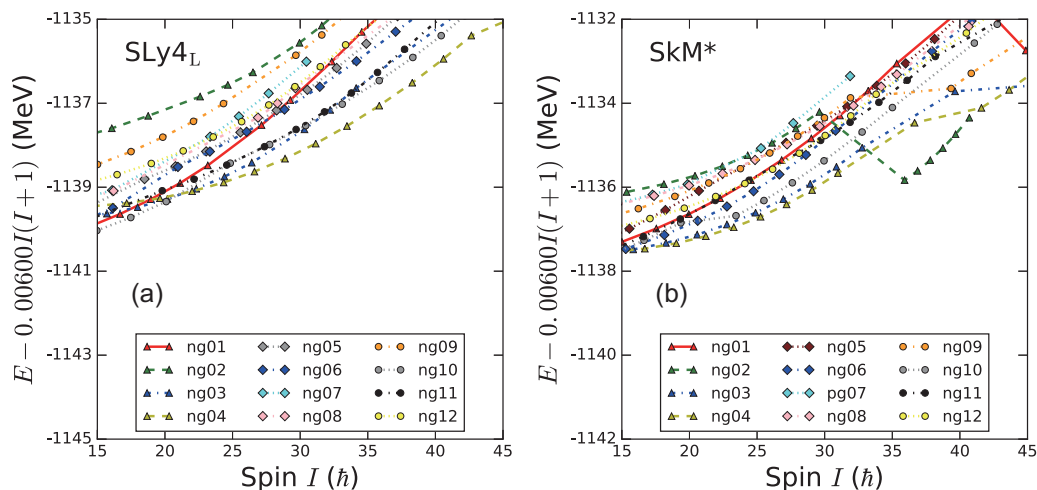 E − 0.00600I(I + 1) (MeV)
-1135
-1137
-1139
-1141
-1143
-1145
SLy4L
(a)
ng01 ng05 ng09
ng02 ng06 ng10
ng03 ng07 ng11
ng04 ng08 ng12
15 20 25 30 35 40 45
Spin I (ℏ)
E − 0.00600I(I + 1) (MeV)
-1132
-1134
-1136
-1138
-1140
-1142
SkM*
(b)
ng01 ng05 ng09
ng02 ng06 ng10
ng03 pg07 ng11
ng04 ng08 ng12
15 20 25 30 35 40 45
Spin I (ℏ)